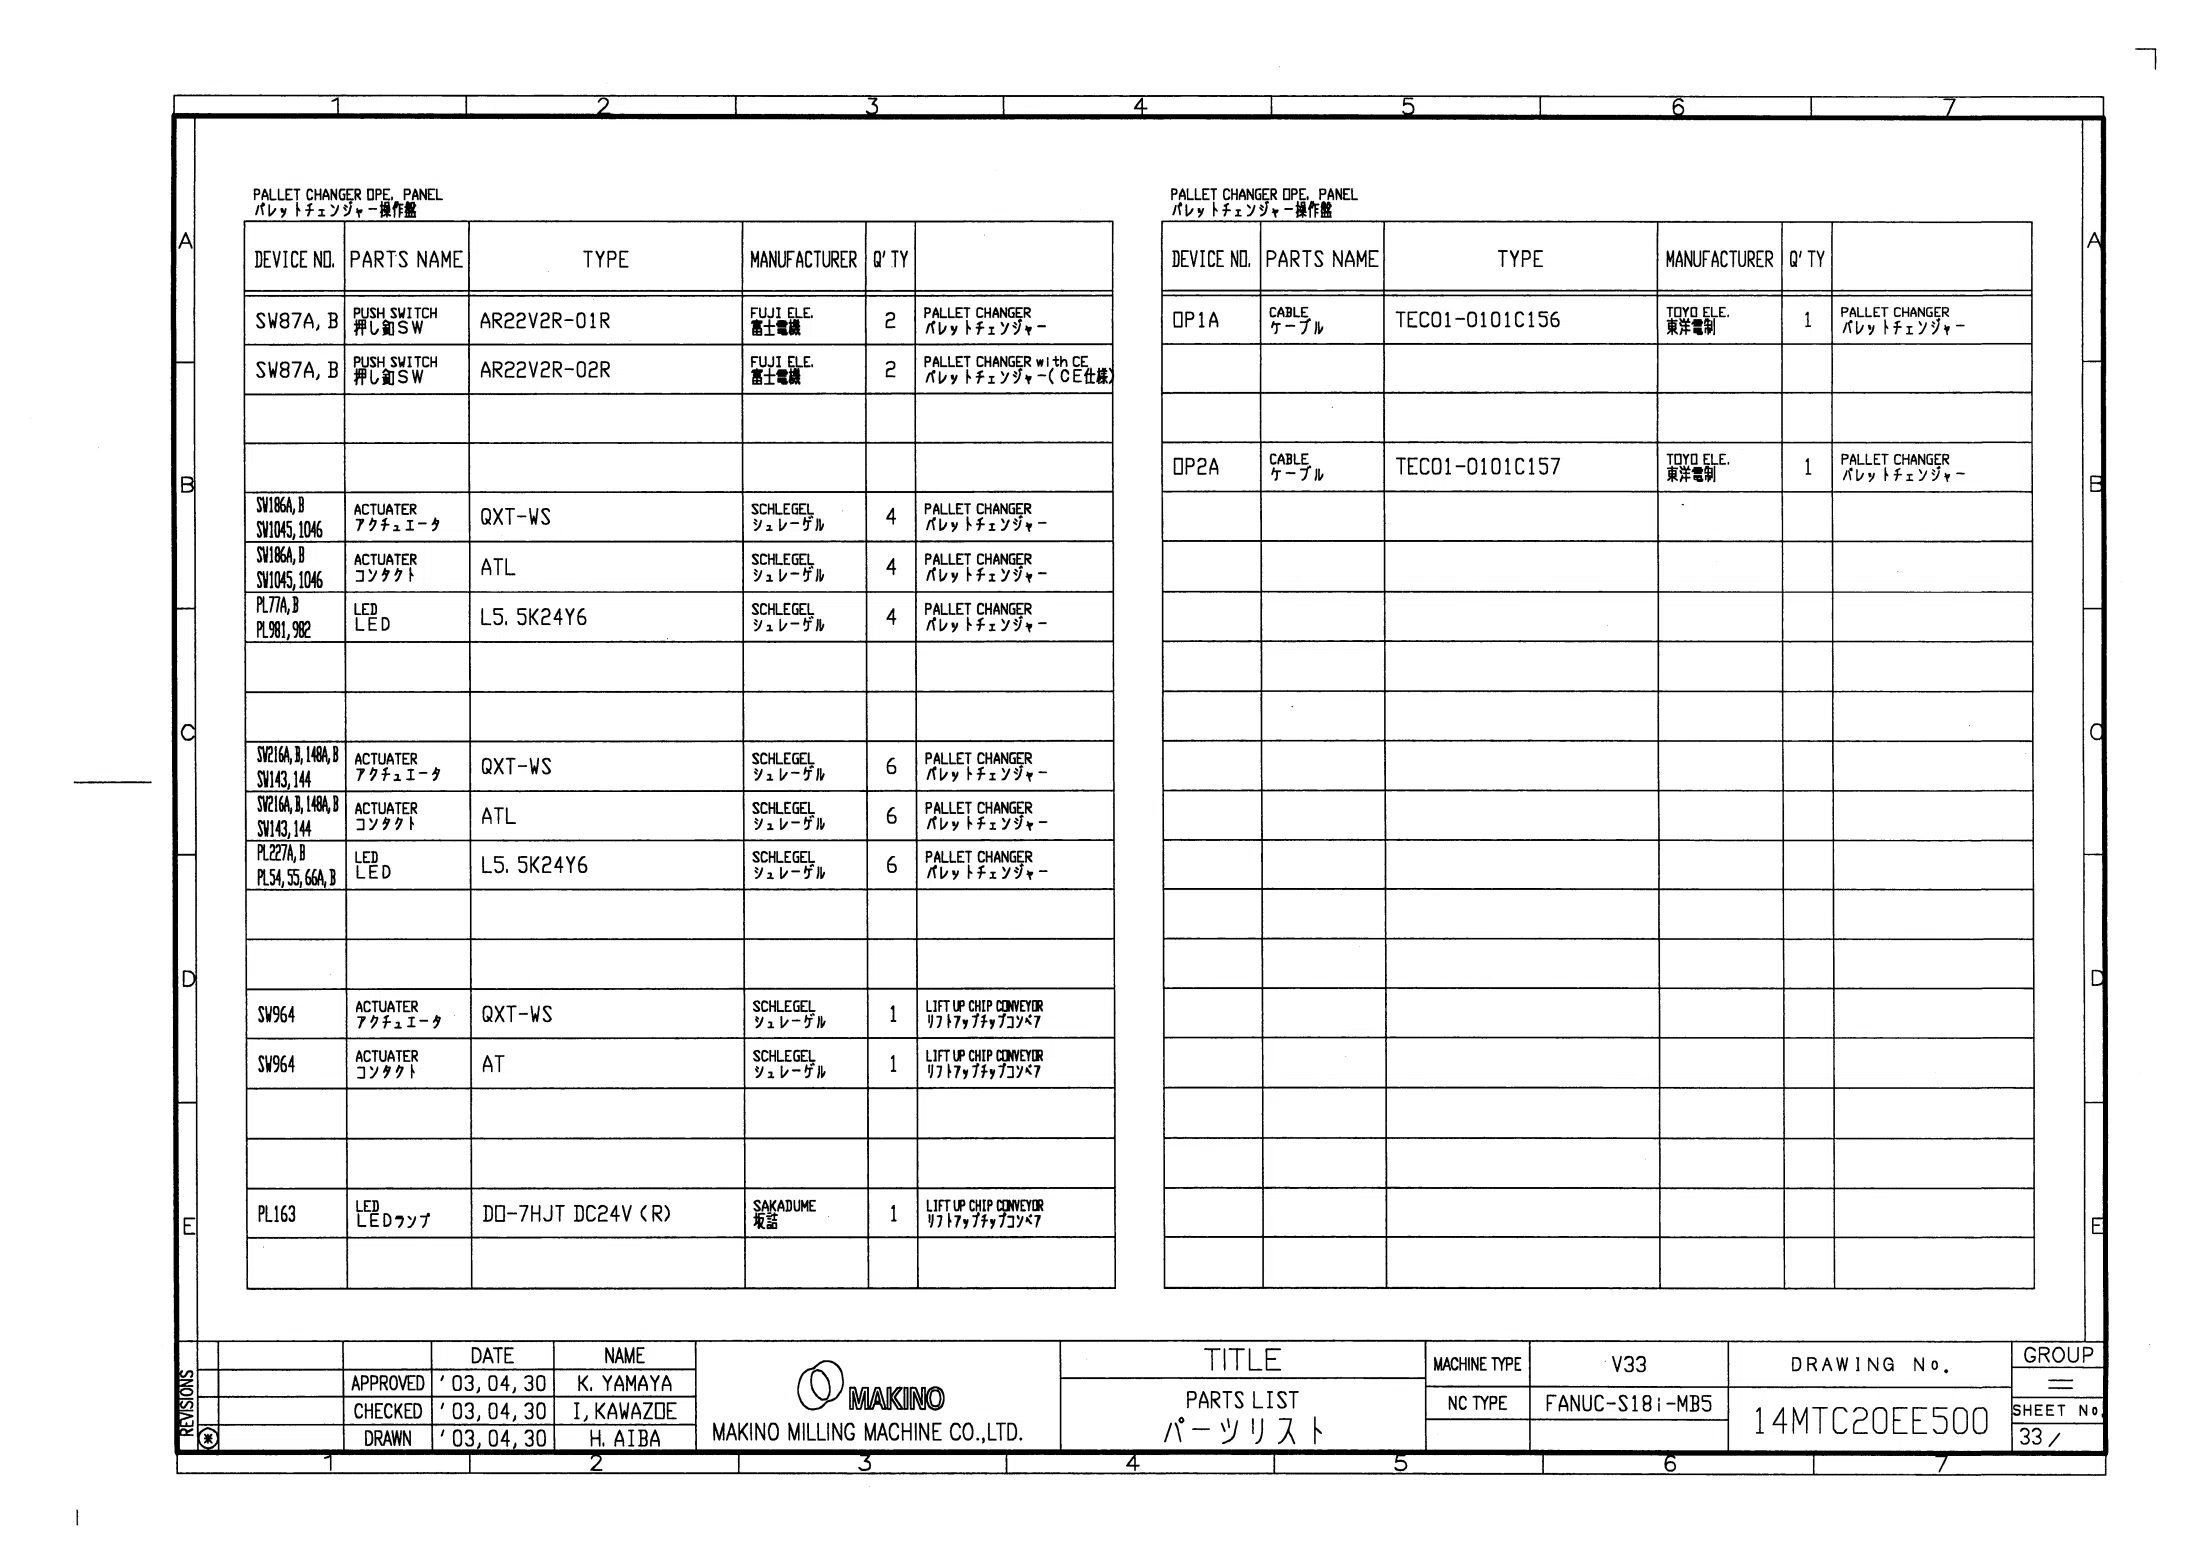 1 2 3 4 5 6 7
PALLET CHANGER OPE. PANEL
パレットチェンジャー操作盤
DEVICE NO. PARTS NAME TYPE MANUFACTURER Q'TY
SW87A, B PUSH SWITCH AR22V2R-01R FUJI ELE. 2 PALLET CHANGER
押し釦SW 富士電機 パレットチェンジャー
SW87A, B PUSH SWITCH AR22V2R-02R FUJI ELE. 2 PALLET CHANGER with CE
押し釦SW 富士電機 パレットチェンジャー(CE仕様)
SW186A, B ACTUATER QXT-WS SCHLEGEL 4 PALLET CHANGER
SW1045, 1046 アクチュエータ シュレーゲル パレットチェンジャー
SW186A, B ACTUATER ATL SCHLEGEL 4 PALLET CHANGER
SW1045, 1046 コンタクト シュレーゲル パレットチェンジャー
PL77A, B LED L5. 5K24Y6 SCHLEGEL 4 PALLET CHANGER
PL981, 982 LED シュレーゲル パレットチェンジャー
SW216A, B, 148A, B ACTUATER QXT-WS SCHLEGEL 6 PALLET CHANGER
SW143, 144 アクチュエータ シュレーゲル パレットチェンジャー
SW216A, B, 148A, B ACTUATER ATL SCHLEGEL 6 PALLET CHANGER
SW143, 144 コンタクト シュレーゲル パレットチェンジャー
PL227A, B LED L5. 5K24Y6 SCHLEGEL 6 PALLET CHANGER
PL54, 55, 66A, B LED シュレーゲル パレットチェンジャー
SW964 ACTUATER QXT-WS SCHLEGEL 1 LIFT UP CHIP CONVEYOR
アクチュエータ シュレーゲル リフトアップチップコンベア
SW964 ACTUATER AT SCHLEGEL 1 LIFT UP CHIP CONVEYOR
コンタクト シュレーゲル リフトアップチップコンベア
PL163 LED DO-7HJT DC24V (R) SAKADUME 1 LIFT UP CHIP CONVEYOR
LEDランプ 坂詰 リフトアップチップコンベア
PALLET CHANGER OPE. PANEL
パレットチェンジャー操作盤
DEVICE NO. PARTS NAME TYPE MANUFACTURER Q'TY
OP1A CABLE TEC01-0101C156 TOYO ELE. 1 PALLET CHANGER
ケーブル 東洋電制 パレットチェンジャー
OP2A CABLE TEC01-0101C157 TOYO ELE. 1 PALLET CHANGER
ケーブル 東洋電制 パレットチェンジャー
A A
B B
C C
D D
E E
REVISIONS
DATE NAME
APPROVED '03, 04, 30 K. YAMAYA
CHECKED '03, 04, 30 I, KAWAZOE
DRAWN '03, 04, 30 H. AIBA
MAKINO
MAKINO MILLING MACHINE CO.,LTD.
TITLE
PARTS LIST
パーツリスト
MACHINE TYPE V33
NC TYPE FANUC-S18i-MB5
DRAWING No.
14MTC20EE500
GROUP
=
SHEET No.
33/
1 2 3 4 5 6 7